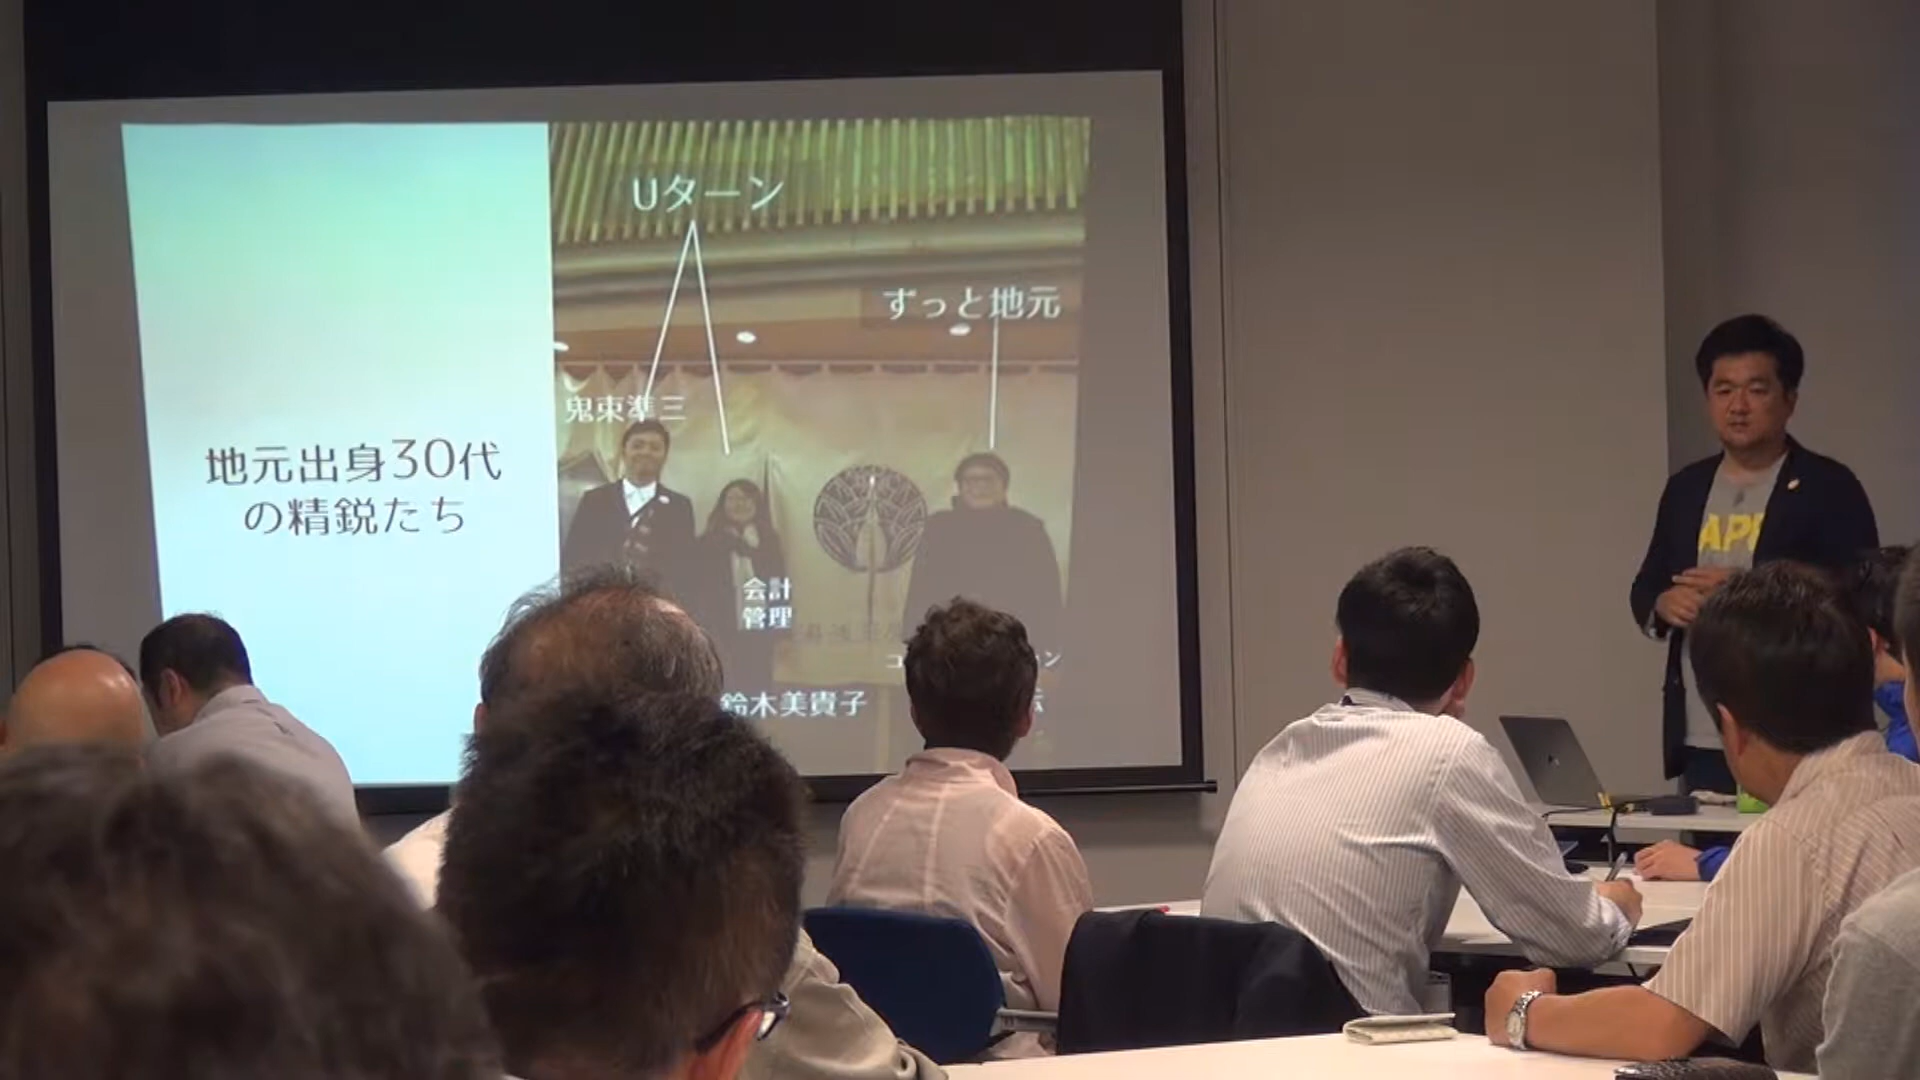 Uターン
ずっと地元
鬼束準三
地元出身30代
の精鋭たち
会計
管理
鈴木美貴子